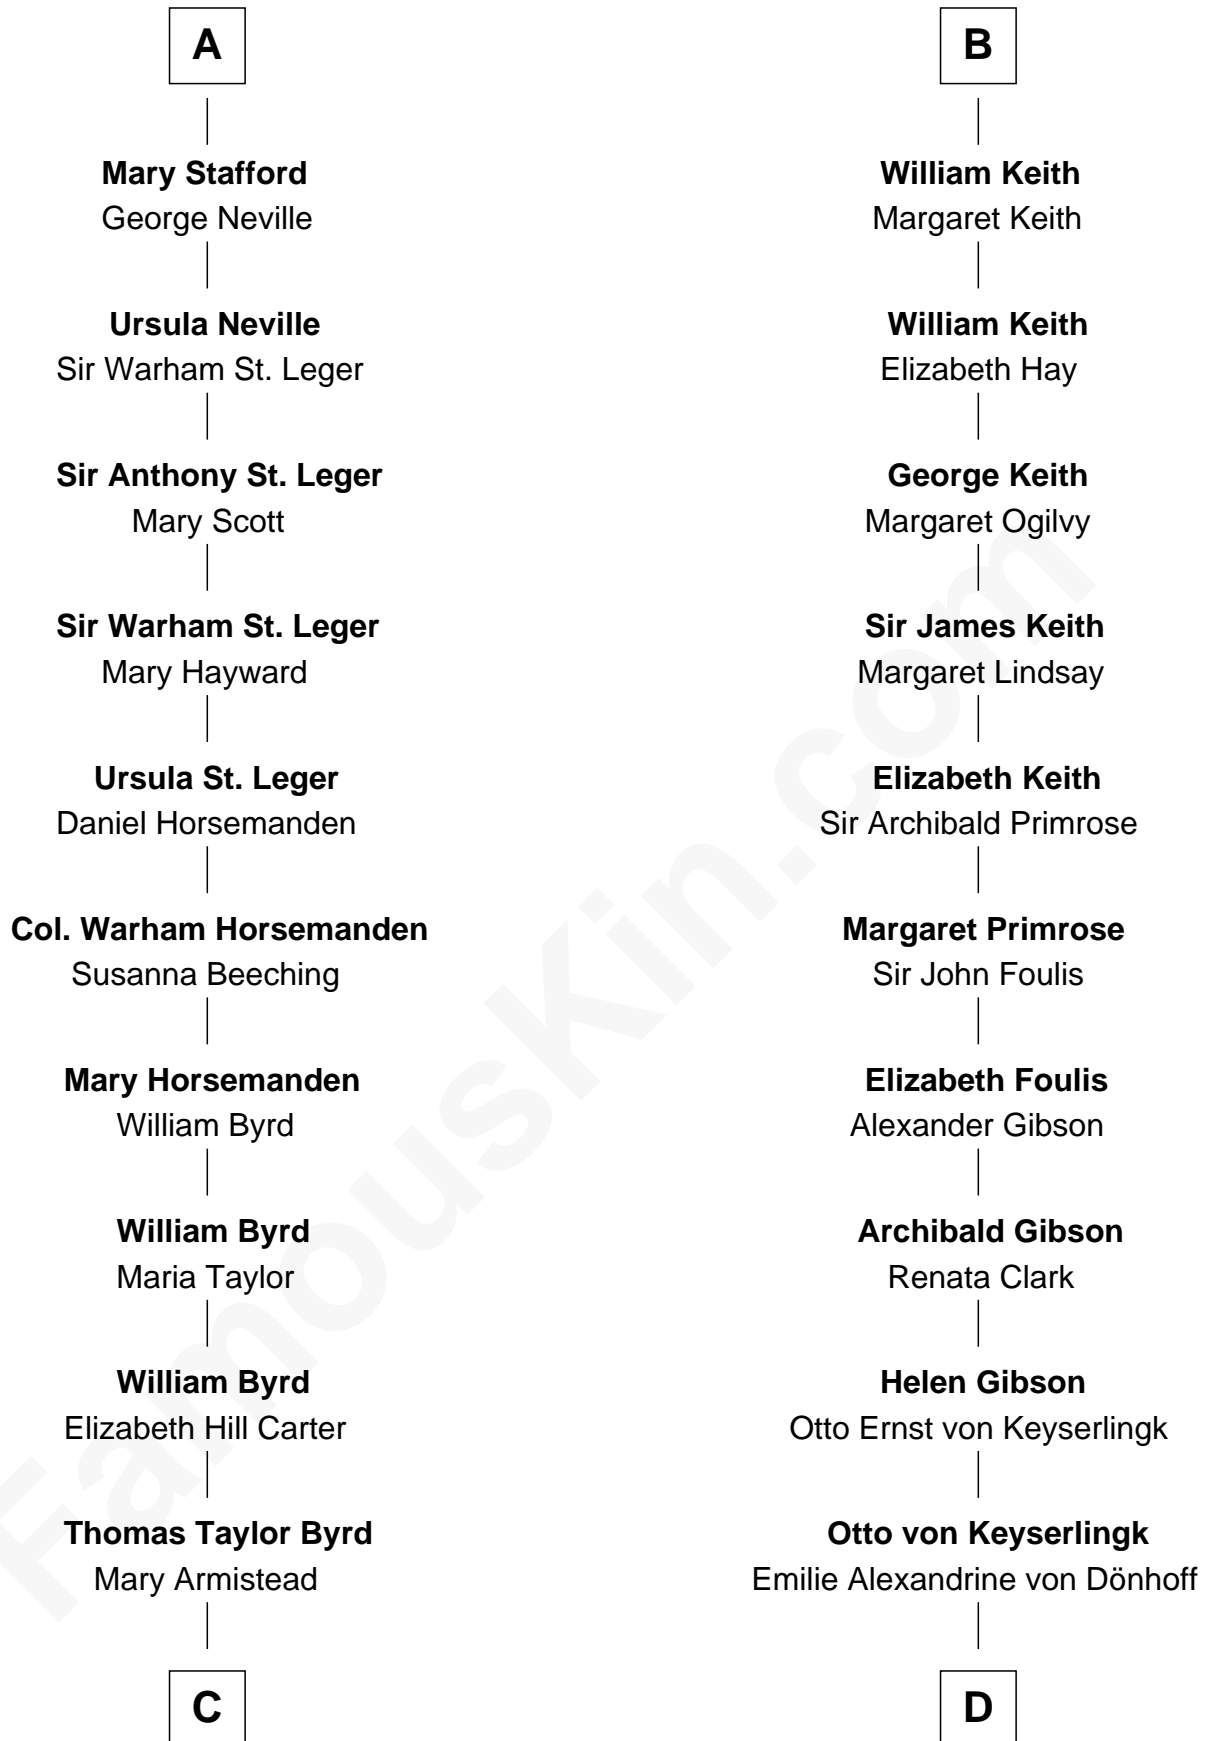 A
Mary Stafford
George Neville
Ursula Neville
Sir Warham St. Leger
Sir Anthony St. Leger
Mary Scott
Sir Warham St. Leger
Mary Hayward
Ursula St. Leger
Daniel Horsemanden
Col. Warham Horsemanden
Susanna Beeching
Mary Horsemanden
William Byrd
William Byrd
Maria Taylor
William Byrd
Elizabeth Hill Carter
Thomas Taylor Byrd
Mary Armistead
C
B
William Keith
Margaret Keith
William Keith
Elizabeth Hay
George Keith
Margaret Ogilvy
Sir James Keith
Margaret Lindsay
Elizabeth Keith
Sir Archibald Primrose
Margaret Primrose
Sir John Foulis
Elizabeth Foulis
Alexander Gibson
Archibald Gibson
Renata Clark
Helen Gibson
Otto Ernst von Keyserlingk
Otto von Keyserlingk
Emilie Alexandrine von Dönhoff
D
FamousKin.com